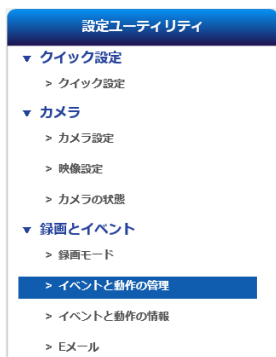 設定ユーティリティ
▼ クイック設定
> クイック設定
▼ カメラ
> カメラ設定
> 映像設定
> カメラの状態
▼ 録画とイベント
> 録画モード
> イベントと動作の管理
> イベントと動作の情報
> Eメール